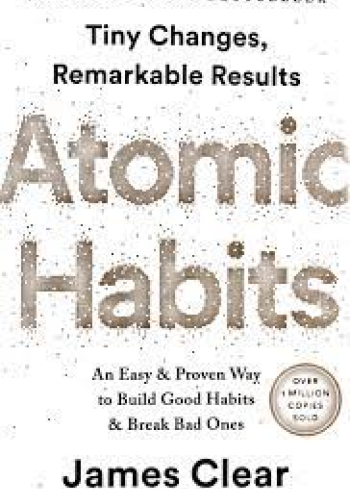 Tiny Changes,
Remarkable Results
Atomic
Habits
An Easy & Proven Way
to Build Good Habits
& Break Bad Ones
OVER
1 MILLION
COPIES
SOLD
James Clear